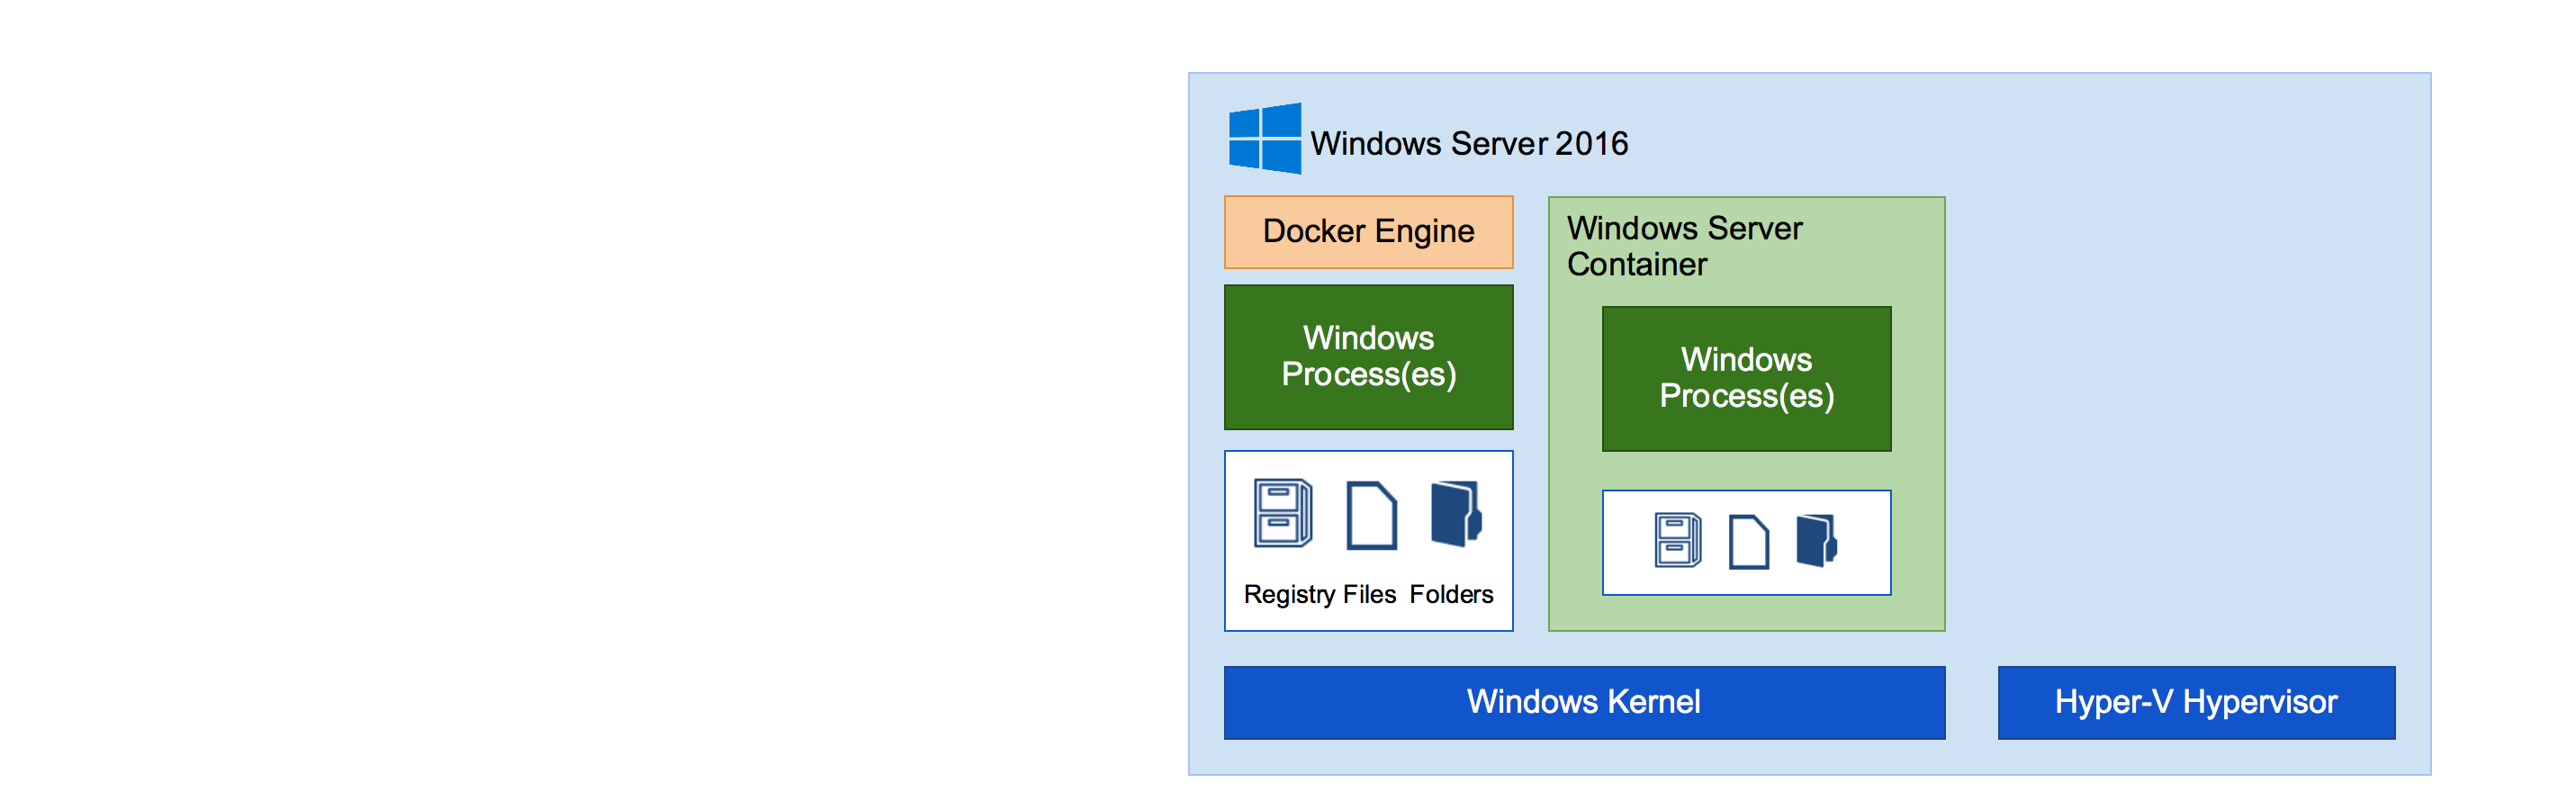 Windows Server 2016
Docker Engine
Windows
Process(es)
Registry Files Folders
Windows Server
Container
Windows
Process(es)
Windows Kernel
Hyper-V Hypervisor